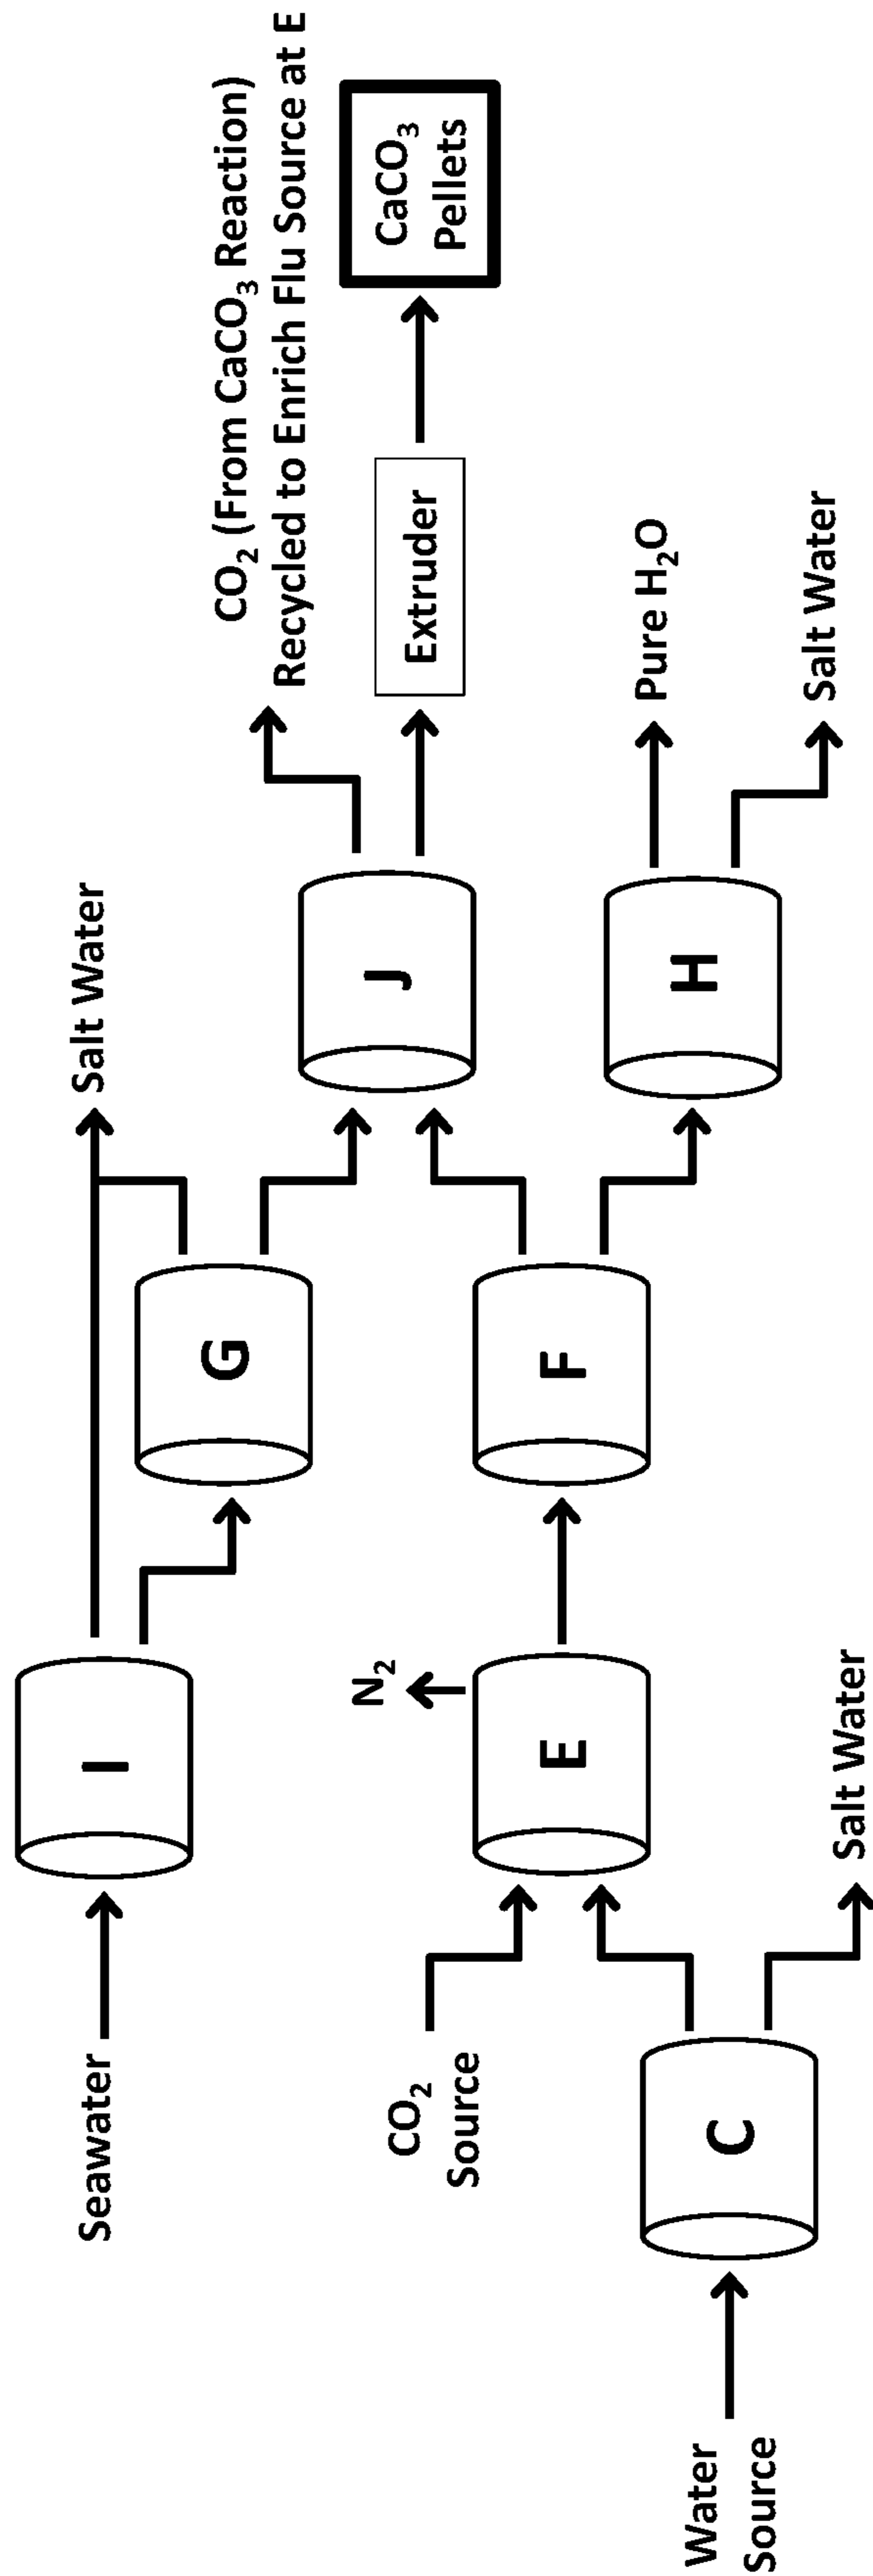 Seawater
I
G
Salt Water
CO₂ (From CaCO₃ Reaction)
Recycled to Enrich Flu Source at E
J
Extruder
CaCO₃
Pellets
CO₂
Source
N₂
E
F
Pure H₂O
H
Salt Water
Water
Source
C
Salt Water